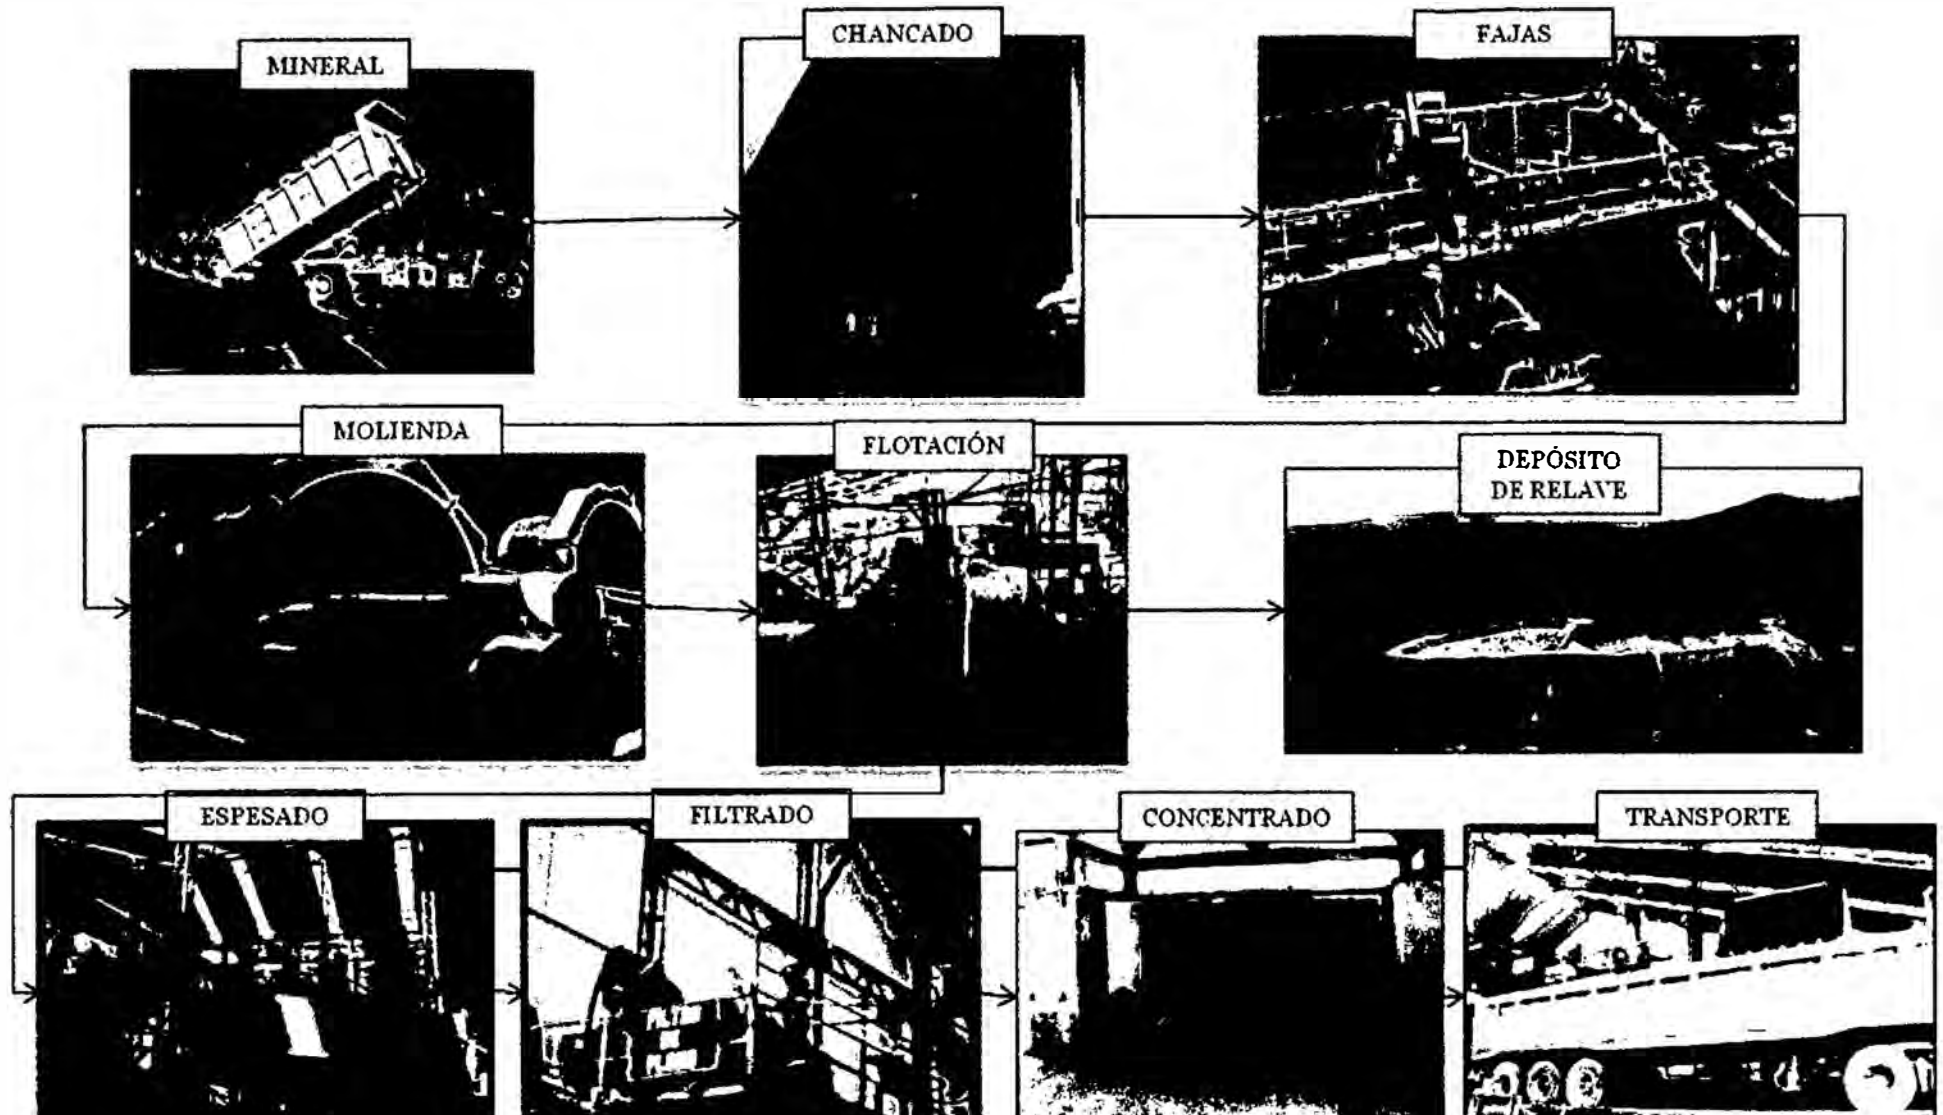 MINERAL
CHANCADO
FAJAS
MOLIENDA
FLOTACIÓN
DEPÓSITO
DE RELAVE
ESPESADO
FILTRADO
CONCENTRADO
TRANSPORTE